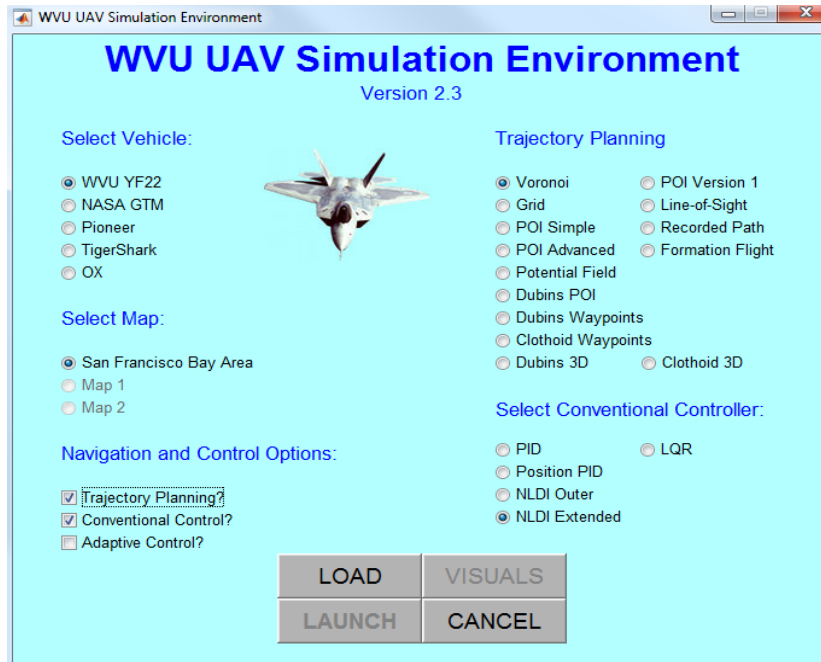 WVU UAV Simulation Environment
WVU UAV Simulation Environment
Version 2.3
Select Vehicle:
WVU YF22
NASA GTM
Pioneer
TigerShark
OX
Select Map:
San Francisco Bay Area
Map 1
Map 2
Navigation and Control Options:
Trajectory Planning?
Conventional Control?
Adaptive Control?
Trajectory Planning
Voronoi POI Version 1
Grid Line-of-Sight
POI Simple Recorded Path
POI Advanced Formation Flight
Potential Field
Dubins POI
Dubins Waypoints
Clothoid Waypoints
Dubins 3D Clothoid 3D
Select Conventional Controller:
PID LQR
Position PID
NLDI Outer
NLDI Extended
LOAD VISUALS
LAUNCH CANCEL